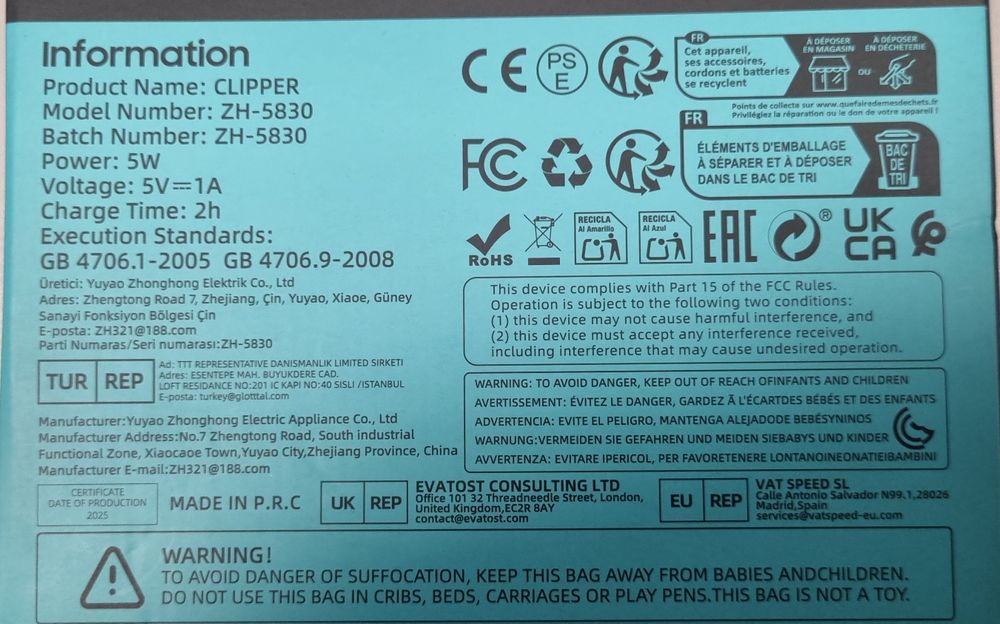 Information
Product Name: CLIPPER
Model Number: ZH-5830
Batch Number: ZH-5830
Power: 5W
Voltage: 5V⎓1A
Charge Time: 2h
Execution Standards:
GB 4706.1-2005 GB 4706.9-2008
Üretici: Yuyao Zhonghong Elektrik Co., Ltd
Adres: Zhengtong Road 7, Zhejiang, Çin, Yuyao, Xiaoe, Güney
Sanayi Fonksiyon Bölgesi Çin
E-posta: ZH321@188.com
Parti Numaras/Seri numarası:ZH-5830
TUR REP
Ad: TTT REPRESENTATIVE DANISMANLIK LIMITED SIRKETI
Adres: ESENTEPE MAH. BUYUKDERE CAD.
LOFT RESIDANCE NO:201 IC KAPI NO:40 SISLI /ISTANBUL
E-posta: turkey@glotttal.com
Manufacturer:Yuyao Zhonghong Electric Appliance Co., Ltd
Manufacturer Address:No.7 Zhengtong Road, South industrial
Functional Zone, Xiaocaoe Town,Yuyao City,Zhejiang Province, China
Manufacturer E-mail:ZH321@188.com
CE
PS
E
FR
Cet appareil,
ses accessoires,
cordons et batteries
se recyclent
À DÉPOSER
EN MAGASIN
OU
À DÉPOSER
EN DÉCHÈTERIE
Points de collecte sur www.quefairedemesdechets.fr
Privilégiez la réparation ou le don de votre appareil !
FC
FR
ÉLÉMENTS D'EMBALLAGE
À SÉPARER ET À DÉPOSER
DANS LE BAC DE TRI
BAC
DE
TRI
RoHS
RECICLA
Al Amarillo
RECICLA
Al Azul
EAC
®
UK
CA
This device complies with Part 15 of the FCC Rules.
Operation is subject to the following two conditions:
(1) this device may not cause harmful interference, and
(2) this device must accept any interference received,
including interference that may cause undesired operation.
WARNING: TO AVOID DANGER, KEEP OUT OF REACH OFINFANTS AND CHILDREN
AVERTISSEMENT: ÉVITEZ LE DANGER, GARDEZ Ã L'ÉCARTDES BÉBÉS ET DES ENFANTS
ADVERTENCIA: EVITE EL PELIGRO, MANTENGA ALEJADODE BEBÉSYNINOS
WARNUNG:VERMEIDEN SIE GEFAHREN UND MEIDEN SIEBABYS UND KINDER
AVVERTENZA: EVITARE IPERICOL, PER FAVORETENERE LONTANOINEONATIEIBAMBINI
CERTIFICATE
DATE OF PRODUCTION
2025
MADE IN P.R.C
UK REP
EVATOST CONSULTING LTD
Office 101 32 Threadneedle Street, London,
United Kingdom,EC2R 8AY
contact@evatost.com
EU REP
VAT SPEED SL
Calle Antonio Salvador N99.1,28026
Madrid,Spain
services@vatspeed-eu.com
WARNING!
TO AVOID DANGER OF SUFFOCATION, KEEP THIS BAG AWAY FROM BABIES ANDCHILDREN.
DO NOT USE THIS BAG IN CRIBS, BEDS, CARRIAGES OR PLAY PENS.THIS BAG IS NOT A TOY.